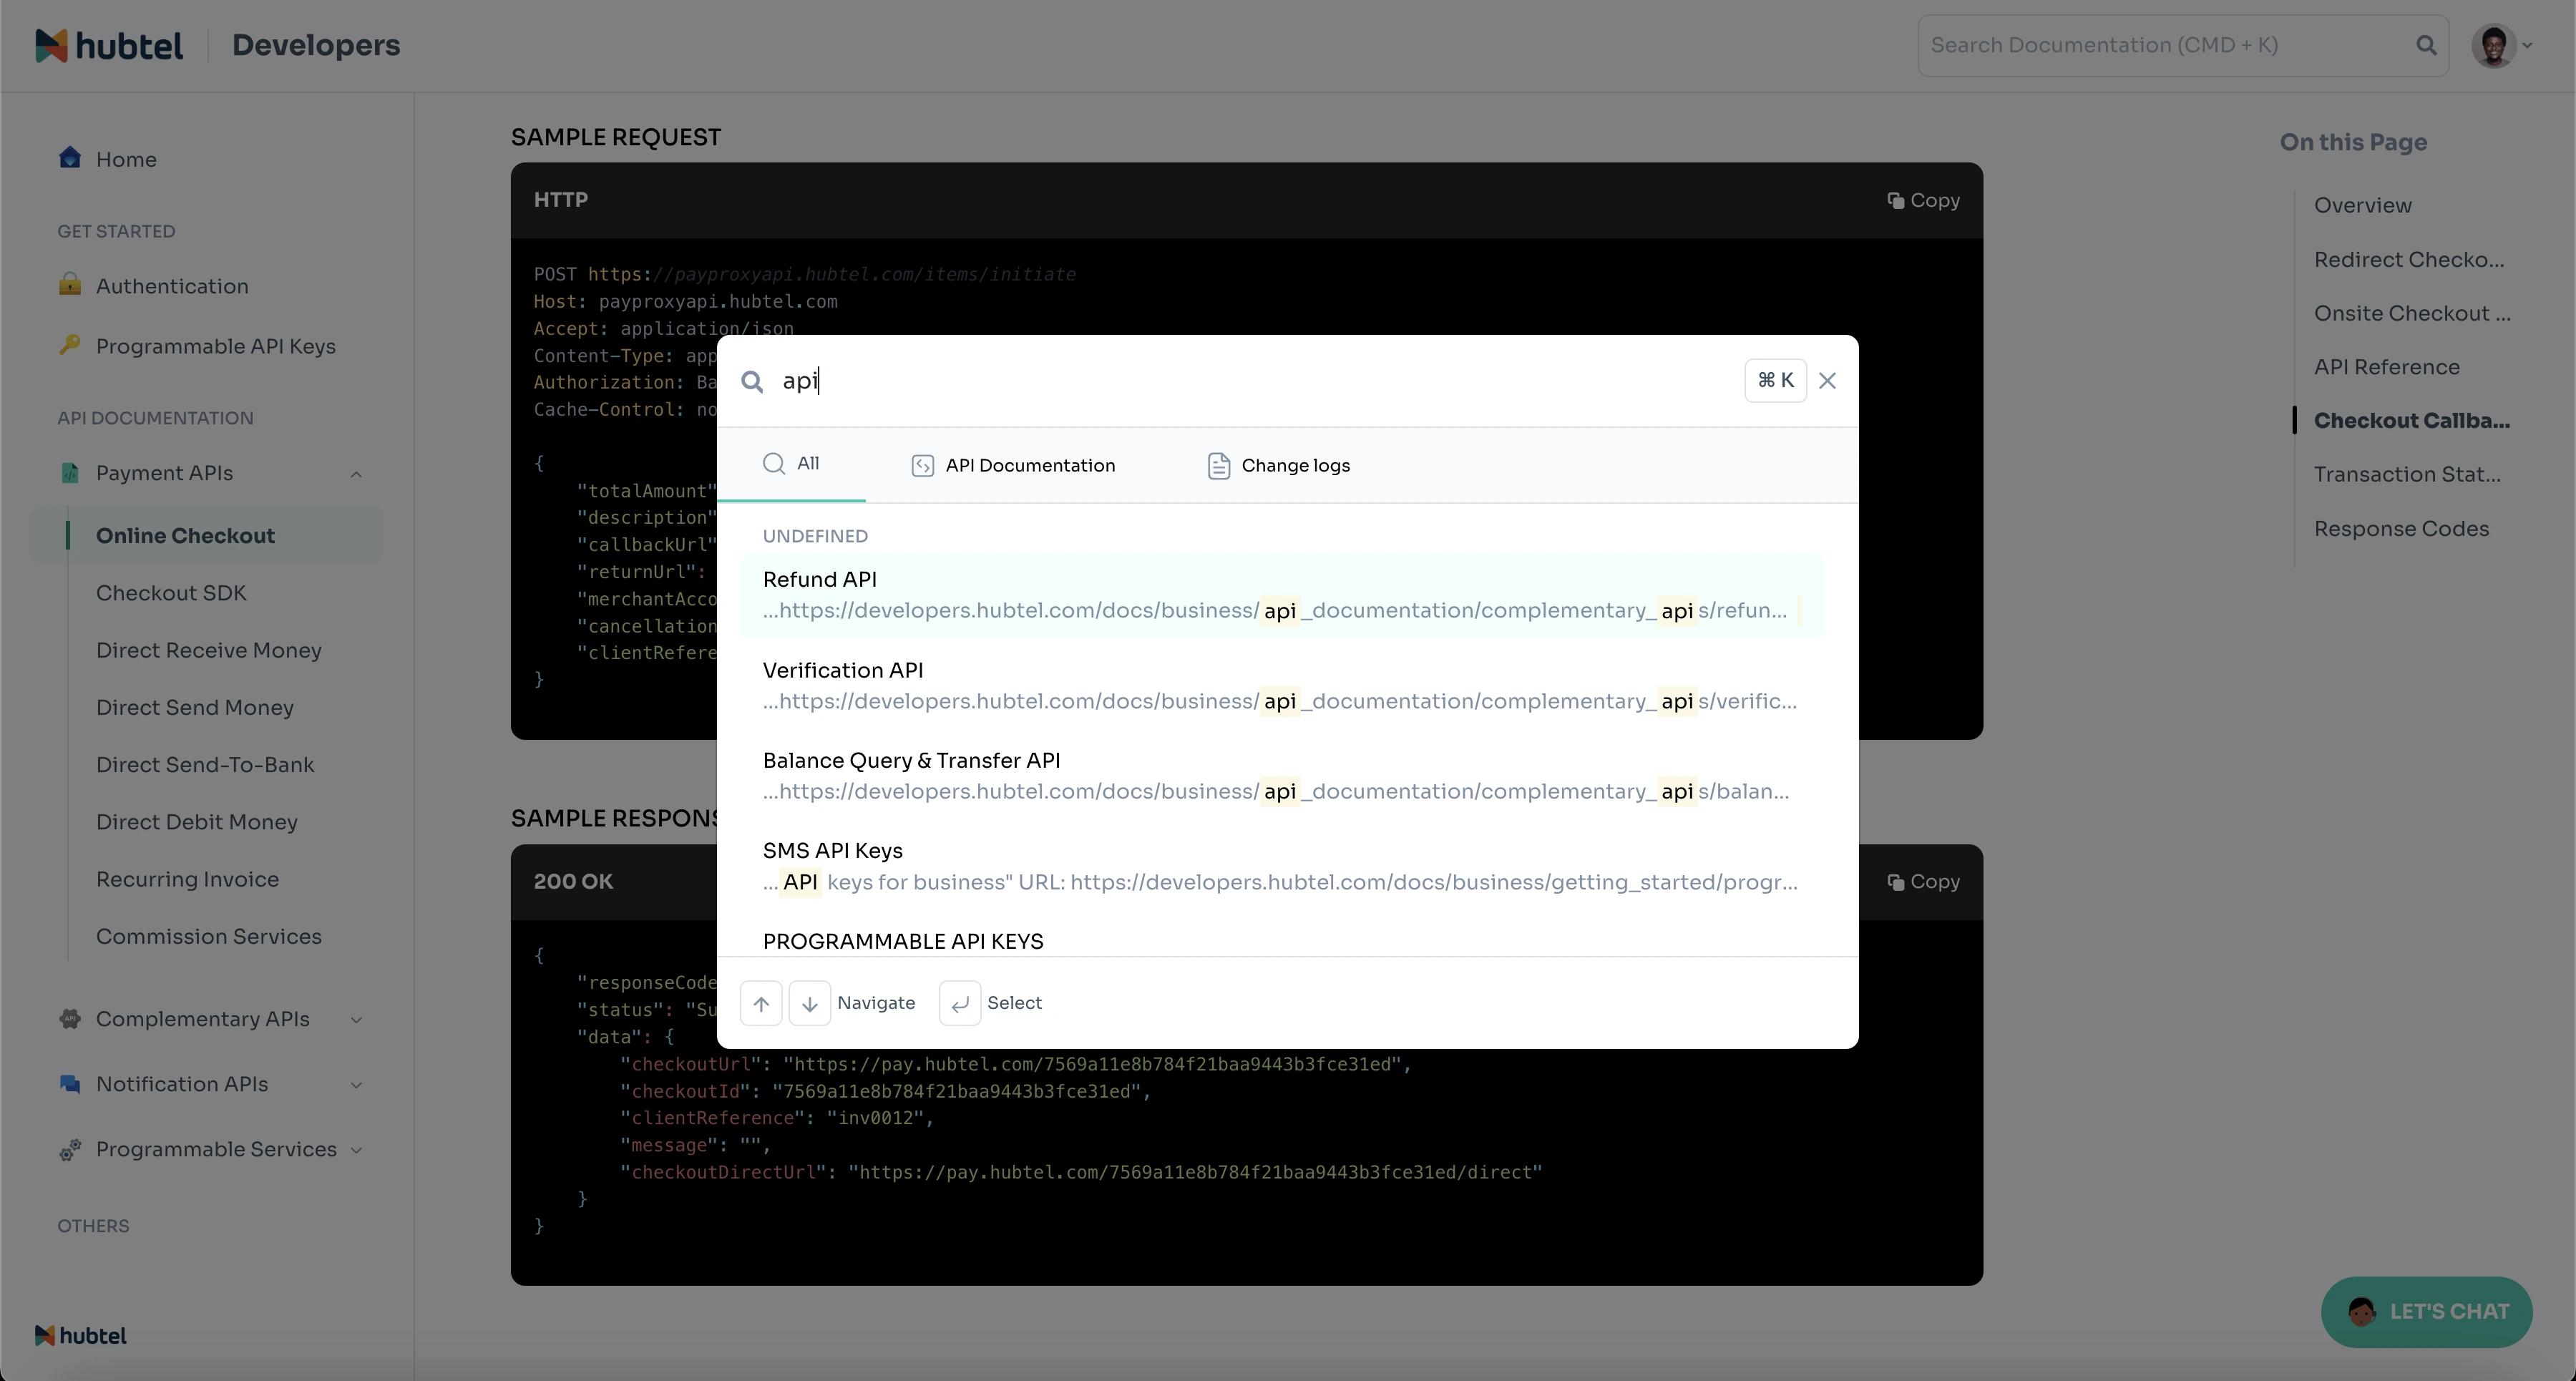 hubtel
Developers
Search Documentation (CMD + K)
Home
GET STARTED
Authentication
Programmable API Keys
API DOCUMENTATION
Payment APIs
Online Checkout
Checkout SDK
Direct Receive Money
Direct Send Money
Direct Send-To-Bank
Direct Debit Money
Recurring Invoice
Commission Services
Complementary APIs
Notification APIs
Programmable Services
OTHERS
hubtel
SAMPLE REQUEST
HTTP
Copy
POST https://payproxyapi.hubtel.com/items/initiate
Host: payproxyapi.hubtel.com
Accept: application/json
Content-Type: app
Authorization: Ba
Cache-Control: no
{
"totalAmount"
"description"
"callbackUrl"
"returnUrl":
"merchantAcco
"cancellation
"clientRefere
}
api
⌘ K
All
API Documentation
Change logs
UNDEFINED
Refund API
...https://developers.hubtel.com/docs/business/api_documentation/complementary_apis/refun...
Verification API
...https://developers.hubtel.com/docs/business/api_documentation/complementary_apis/verific...
Balance Query & Transfer API
...https://developers.hubtel.com/docs/business/api_documentation/complementary_apis/balan...
SMS API Keys
...API keys for business" URL: https://developers.hubtel.com/docs/business/getting_started/progr...
PROGRAMMABLE API KEYS
Navigate
Select
SAMPLE RESPONS
200 OK
Copy
{
"responseCode
"status": "Su
"data": {
"checkoutUrl": "https://pay.hubtel.com/7569a11e8b784f21baa9443b3fce31ed",
"checkoutId": "7569a11e8b784f21baa9443b3fce31ed",
"clientReference": "inv0012",
"message": "",
"checkoutDirectUrl": "https://pay.hubtel.com/7569a11e8b784f21baa9443b3fce31ed/direct"
}
}
On this Page
Overview
Redirect Checko...
Onsite Checkout ...
API Reference
Checkout Callba...
Transaction Stat...
Response Codes
LET'S CHAT